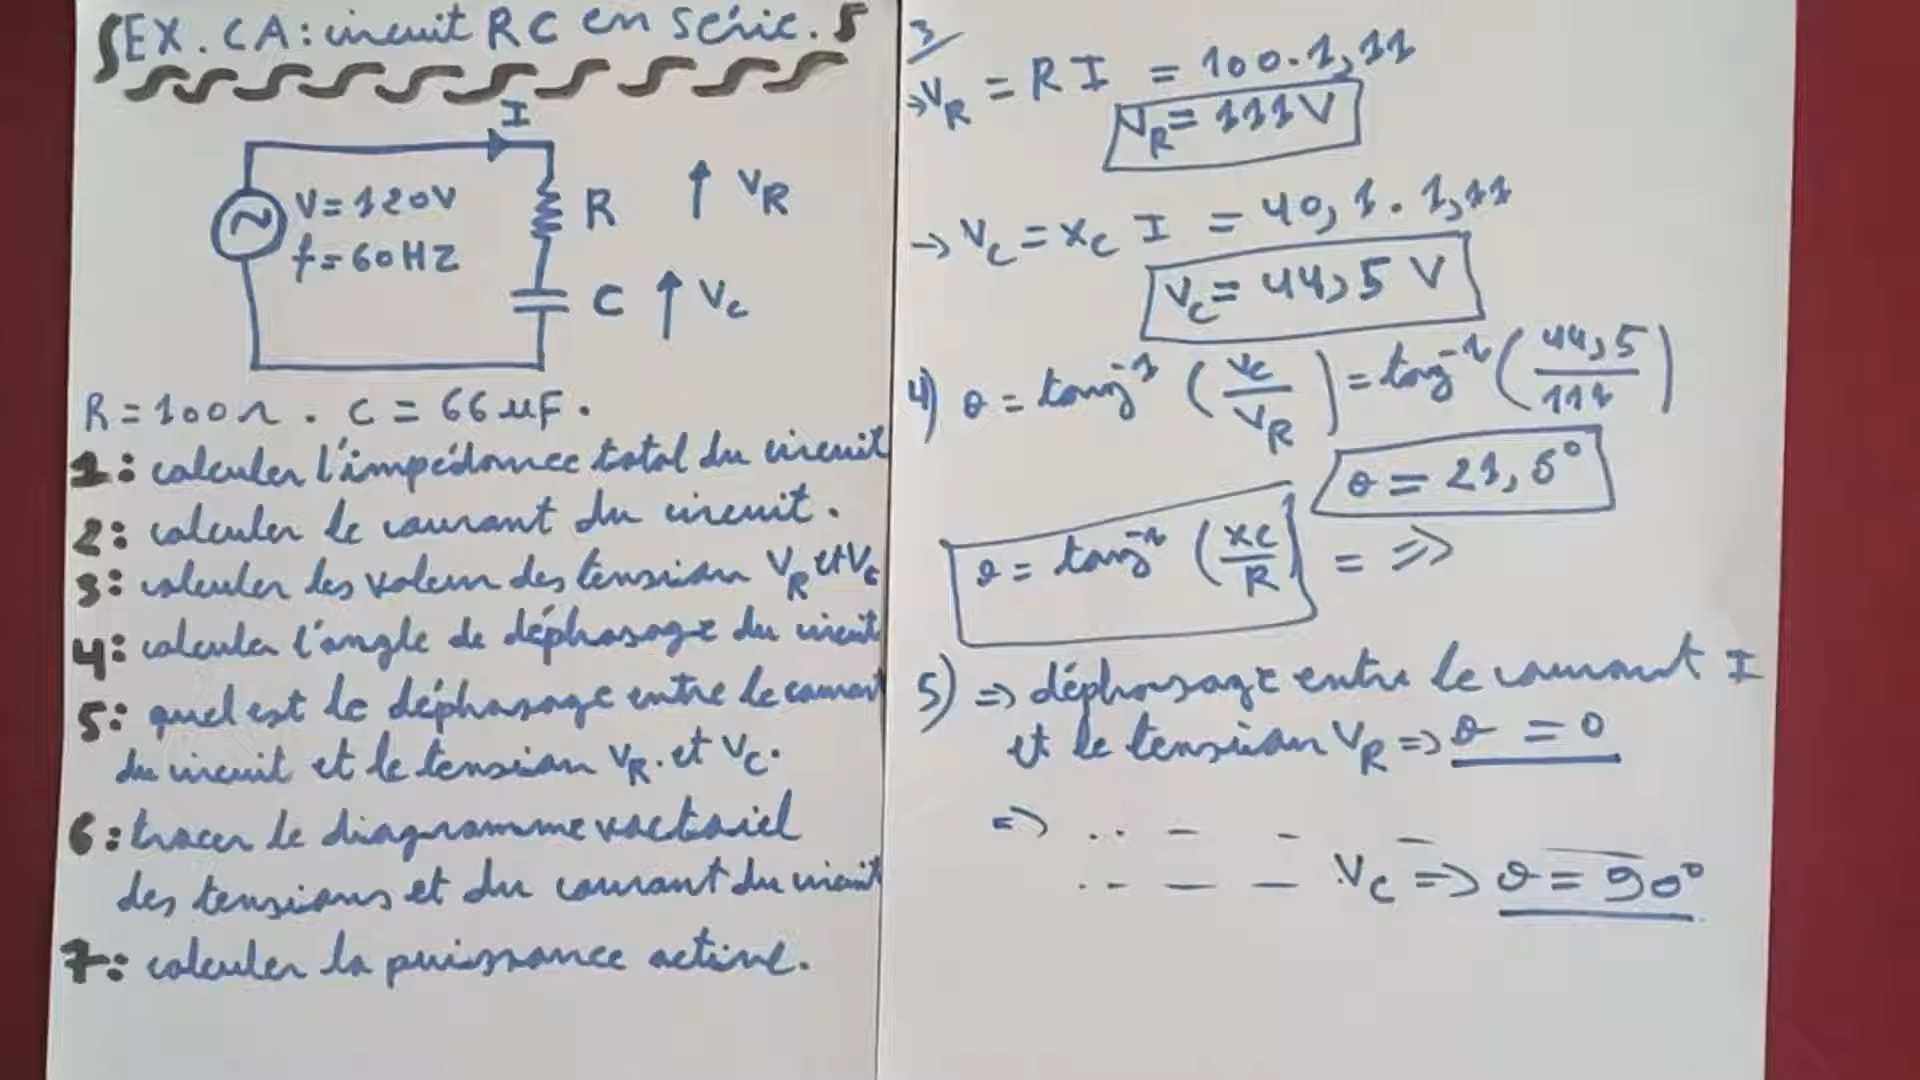 EX. CA: circuit RC en série.
I
V=120V
f=60HZ
R
VR
C
Vc
R=100Ω. C=66µF.
1: calculer l'impédance total du circuit
2: calculer le courant du circuit.
3: calculer les valeur des tension VR et Vc
4: calculer l'angle de déphasage du circuit
5: quel est le déphasage entre le courant
du circuit et le tension VR. et Vc.
6: tracer le diagramme vectoriel
des tensions et du courant du circuit
7: calculer la puissance active.
3
→VR = RI = 100.1,11
VR= 111V
→Vc=xc I = 40,1.1,11
Vc= 44,5 V
4) θ = tang⁻¹ (Vc/VR) = tang⁻¹ (44,5/111)
θ = 21,5°
θ = tang⁻¹ (xc/R) = =>
5) => déphasage entre le courant I
et le tension VR => θ = 0
=> .. - - -
.. - - Vc => θ = 90°